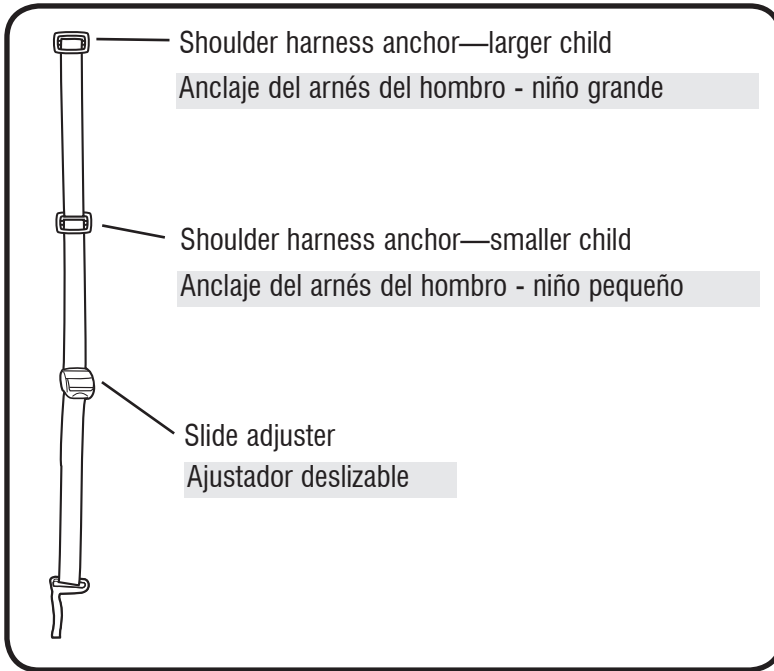 Shoulder harness anchor—larger child
Anclaje del arnés del hombro - niño grande
Shoulder harness anchor—smaller child
Anclaje del arnés del hombro - niño pequeño
Slide adjuster
Ajustador deslizable